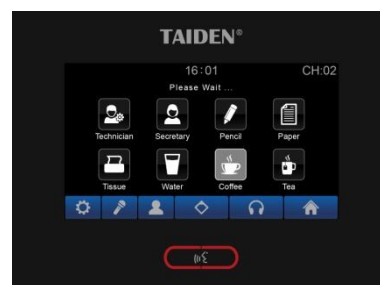 TAIDEN®
16:01 CH:02
Please Wait ...
Technician Secretary Pencil Paper
Tissue Water Coffee Tea